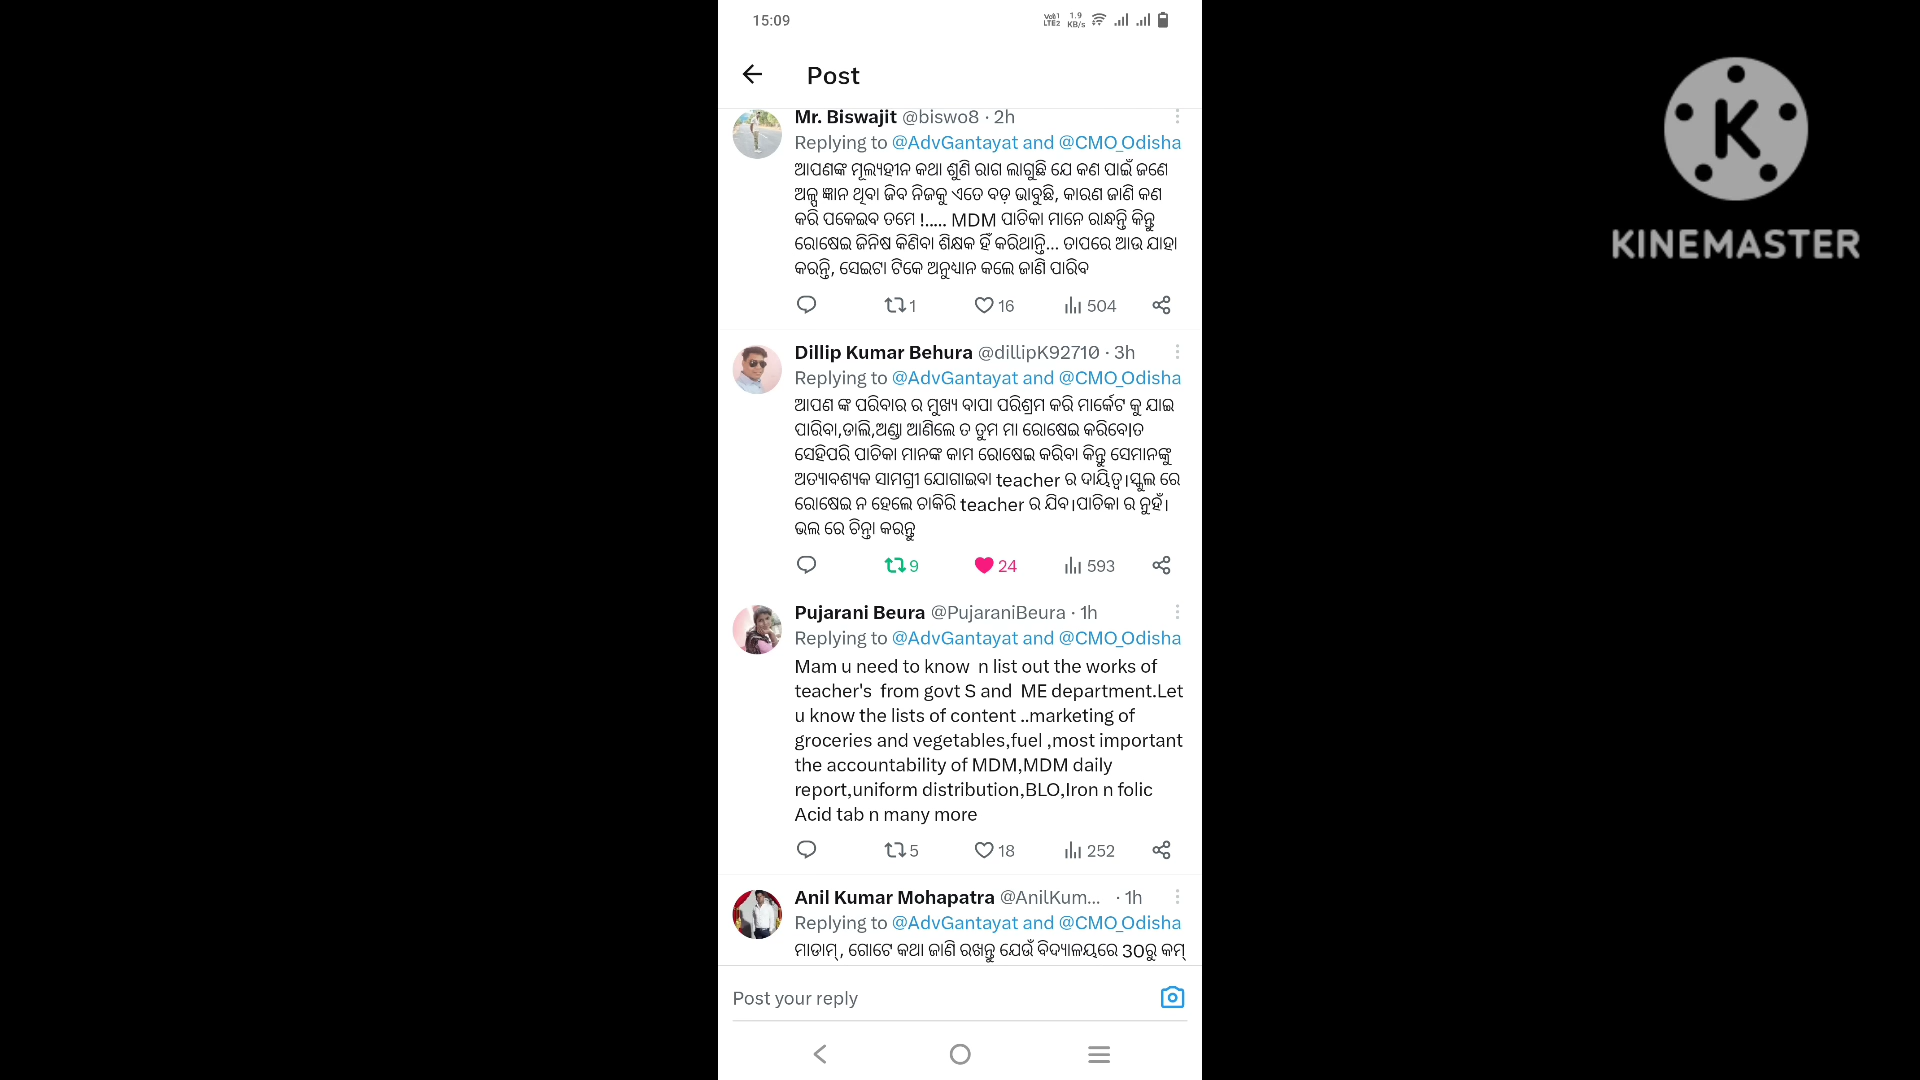 15:09
VoI 1 LTE2 1.9 KB/s
Post
Mr. Biswajit @biswo8 · 2h
Replying to @AdvGantayat and @CMO_Odisha
ଆପଣଙ୍କ ମୂଲ୍ୟହୀନ କଥା ଶୁଣି ରାଗ ଲାଗୁଛି ଯେ କଣ ପାଇଁ ଜଣେ
ଅଳ୍ପ ଜ୍ଞାନ ଥିବା ଜିବ ନିଜକୁ ଏତେ ବଡ଼ ଭାବୁଛି, କାରଣ ଜାଣି କଣ
କରି ପକେଇବ ତମେ !..... MDM ପାଚିକା ମାନେ ରାନ୍ଧନ୍ତି କିନ୍ତୁ
ରୋଷେଇ ଜିନିଷ କିଣିବା ଶିକ୍ଷକ ହିଁ କରିଥାନ୍ତି... ତାପରେ ଆଉ ଯାହା
କରନ୍ତି, ସେଇଟା ଟିକେ ଅନୁଧ୍ୟାନ କଲେ ଜାଣି ପାରିବ
1 16 504
Dillip Kumar Behura @dillipK92710 · 3h
Replying to @AdvGantayat and @CMO_Odisha
ଆପଣ ଙ୍କ ପରିବାର ର ମୁଖ୍ୟ ବାପା ପରିଶ୍ରମ କରି ମାର୍କେଟ କୁ ଯାଇ
ପାରିବା,ଡାଲି,ଅଣ୍ଡା ଆଣିଲେ ତ ତୁମ ମା ରୋଷେଇ କରିବେ।ତ
ସେହିପରି ପାଚିକା ମାନଙ୍କ କାମ ରୋଷେଇ କରିବା କିନ୍ତୁ ସେମାନଙ୍କୁ
ଅତ୍ୟାବଶ୍ୟକ ସାମଗ୍ରୀ ଯୋଗାଇବା teacher ର ଦାୟିତ୍ୱ।ସ୍କୁଲ ରେ
ରୋଷେଇ ନ ହେଲେ ଚାକିରି teacher ର ଯିବ।ପାଚିକା ର ନୁହଁ।
ଭଲ ରେ ଚିନ୍ତା କରନ୍ତୁ
9 24 593
Pujarani Beura @PujaraniBeura · 1h
Replying to @AdvGantayat and @CMO_Odisha
Mam u need to know n list out the works of
teacher's from govt S and ME department.Let
u know the lists of content ..marketing of
groceries and vegetables,fuel ,most important
the accountability of MDM,MDM daily
report,uniform distribution,BLO,Iron n folic
Acid tab n many more
5 18 252
Anil Kumar Mohapatra @AnilKum... · 1h
Replying to @AdvGantayat and @CMO_Odisha
ମାଡାମ୍, ଗୋଟେ କଥା ଜାଣି ରଖନ୍ତୁ ଯେଉଁ ବିଦ୍ୟାଳୟରେ 30ରୁ କମ୍
Post your reply
K
KINEMASTER